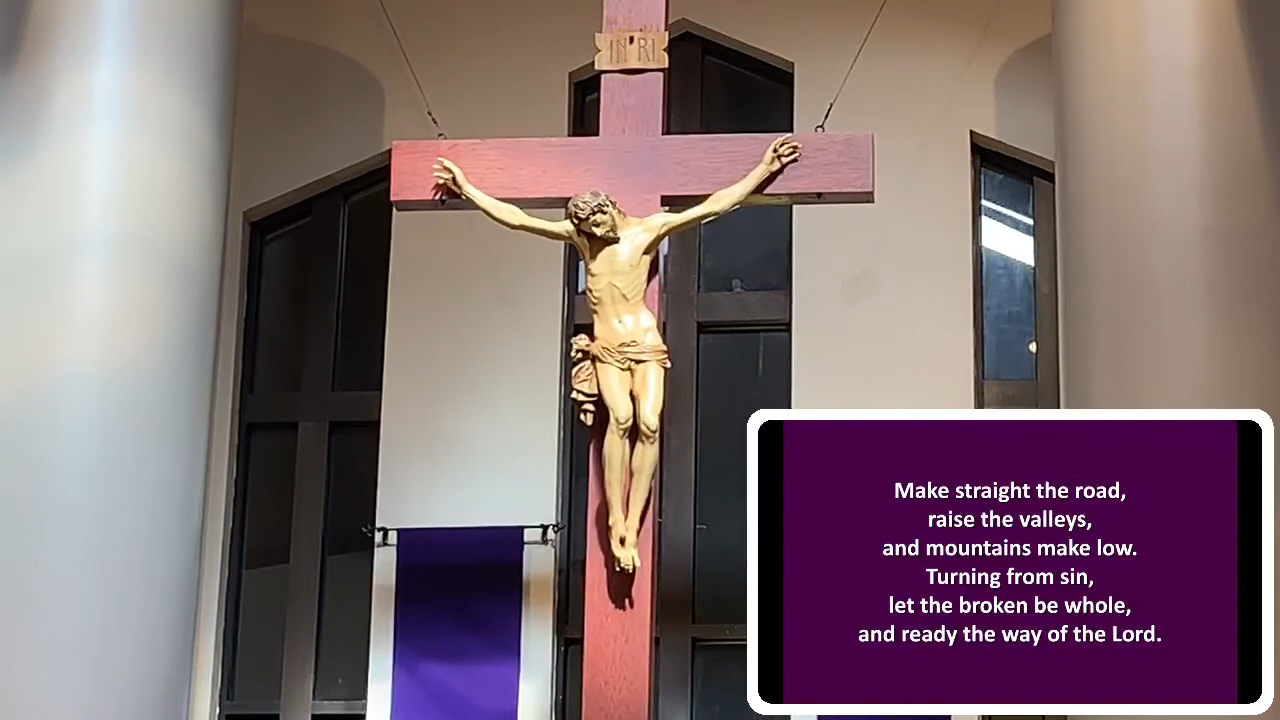 INRI
Make straight the road,
raise the valleys,
and mountains make low.
Turning from sin,
let the broken be whole,
and ready the way of the Lord.